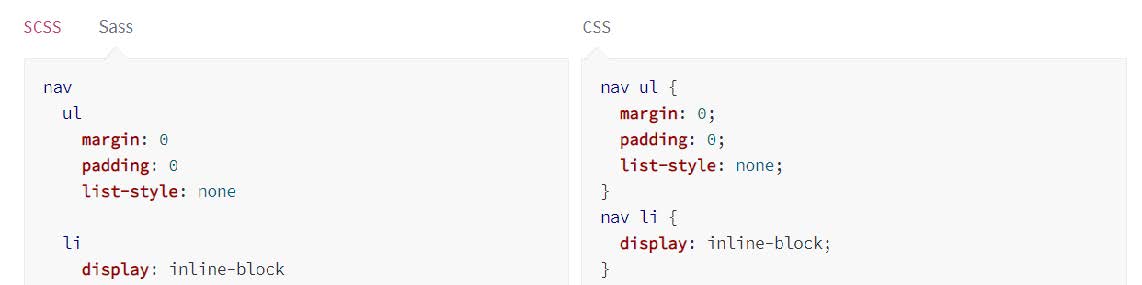 SCSS Sass
nav
  ul
    margin: 0
    padding: 0
    list-style: none

  li
    display: inline-block
CSS
nav ul {
  margin: 0;
  padding: 0;
  list-style: none;
}
nav li {
  display: inline-block;
}